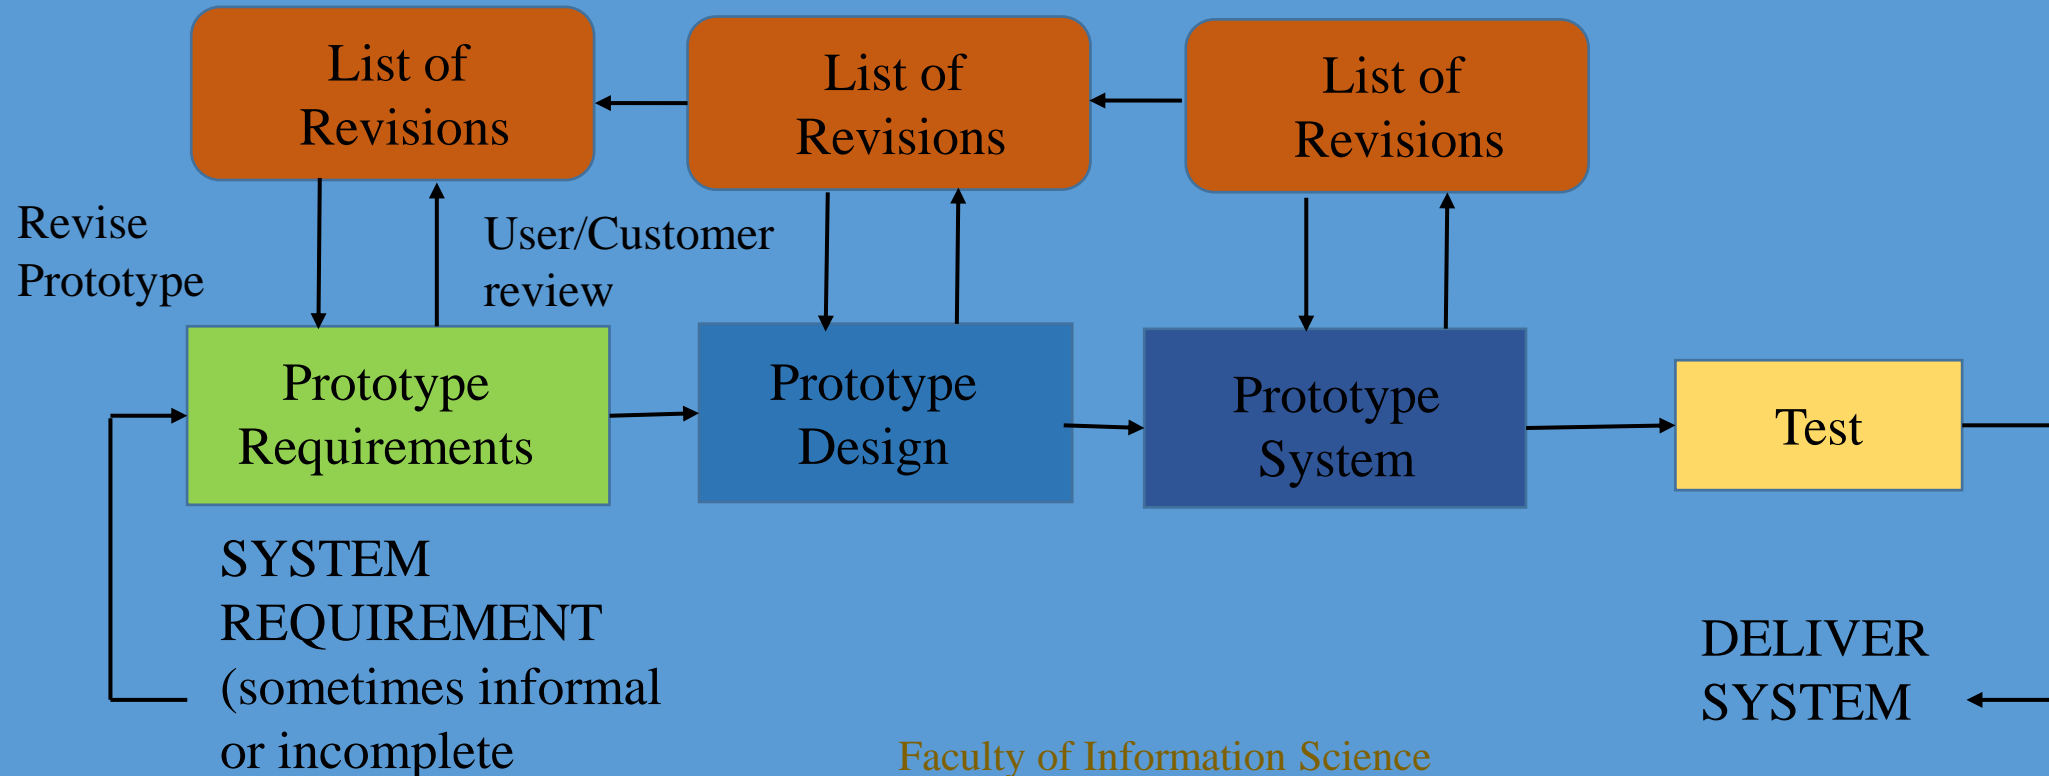 List of
Revisions
List of
Revisions
List of
Revisions
Revise
Prototype
User/Customer
review
Prototype
Requirements
Prototype
Design
Prototype
System
Test
SYSTEM
REQUIREMENT
(sometimes informal
or incomplete
DELIVER
SYSTEM
Faculty of Information Science